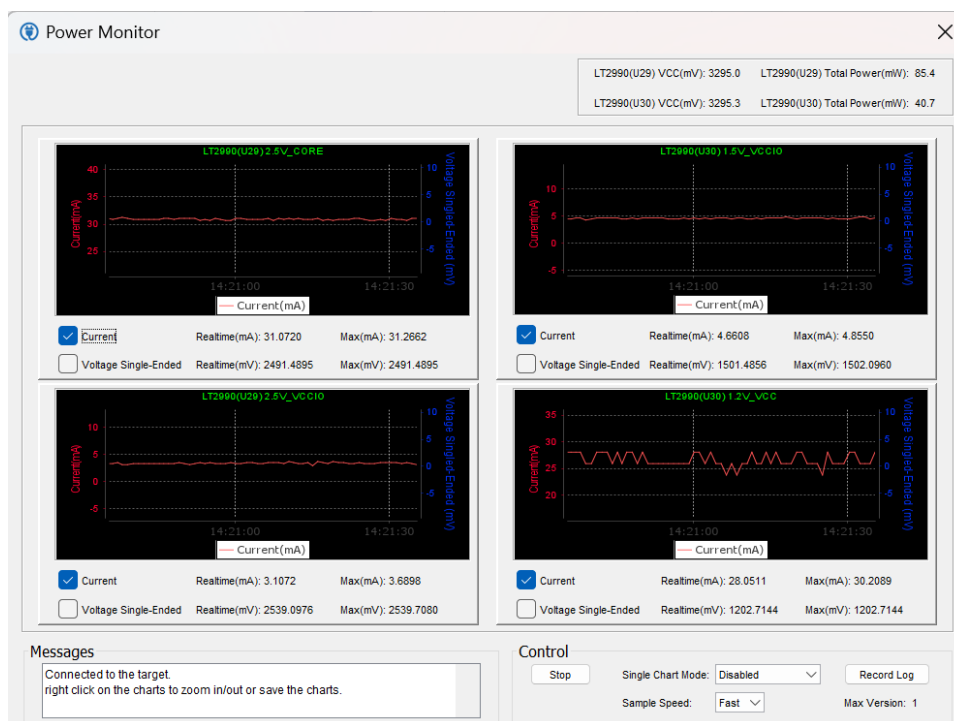 Power Monitor
LT2990(U29) VCC(mV): 3295.0 LT2990(U29) Total Power(mW): 85.4
LT2990(U30) VCC(mV): 3295.3 LT2990(U30) Total Power(mW): 40.7
LT2990(U29) 2.5V_CORE
40
35
30
25
Current(mA)
10
5
0
-5
Voltage Singled-Ended (mV)
14:21:00 14:21:30
Current(mA)
Current Realtime(mA): 31.0720 Max(mA): 31.2662
Voltage Single-Ended Realtime(mV): 2491.4895 Max(mV): 2491.4895
LT2990(U30) 1.5V_VCCIO
10
5
0
-5
Current(mA)
10
5
0
-5
Voltage Singled-Ended (mV)
14:21:00 14:21:30
Current(mA)
Current Realtime(mA): 4.6608 Max(mA): 4.8550
Voltage Single-Ended Realtime(mV): 1501.4856 Max(mV): 1502.0960
LT2990(U29) 2.5V_VCCIO
10
5
0
-5
Current(mA)
10
5
0
-5
Voltage Singled-Ended (mV)
14:21:00 14:21:30
Current(mA)
Current Realtime(mA): 3.1072 Max(mA): 3.6898
Voltage Single-Ended Realtime(mV): 2539.0976 Max(mV): 2539.7080
LT2990(U30) 1.2V_VCC
35
30
25
20
Current(mA)
10
5
0
-5
Voltage Singled-Ended (mV)
14:21:00 14:21:30
Current(mA)
Current Realtime(mA): 28.0511 Max(mA): 30.2089
Voltage Single-Ended Realtime(mV): 1202.7144 Max(mV): 1202.7144
Messages
Connected to the target.
right click on the charts to zoom in/out or save the charts.
Control
Stop Single Chart Mode: Disabled Record Log
Sample Speed: Fast Max Version: 1